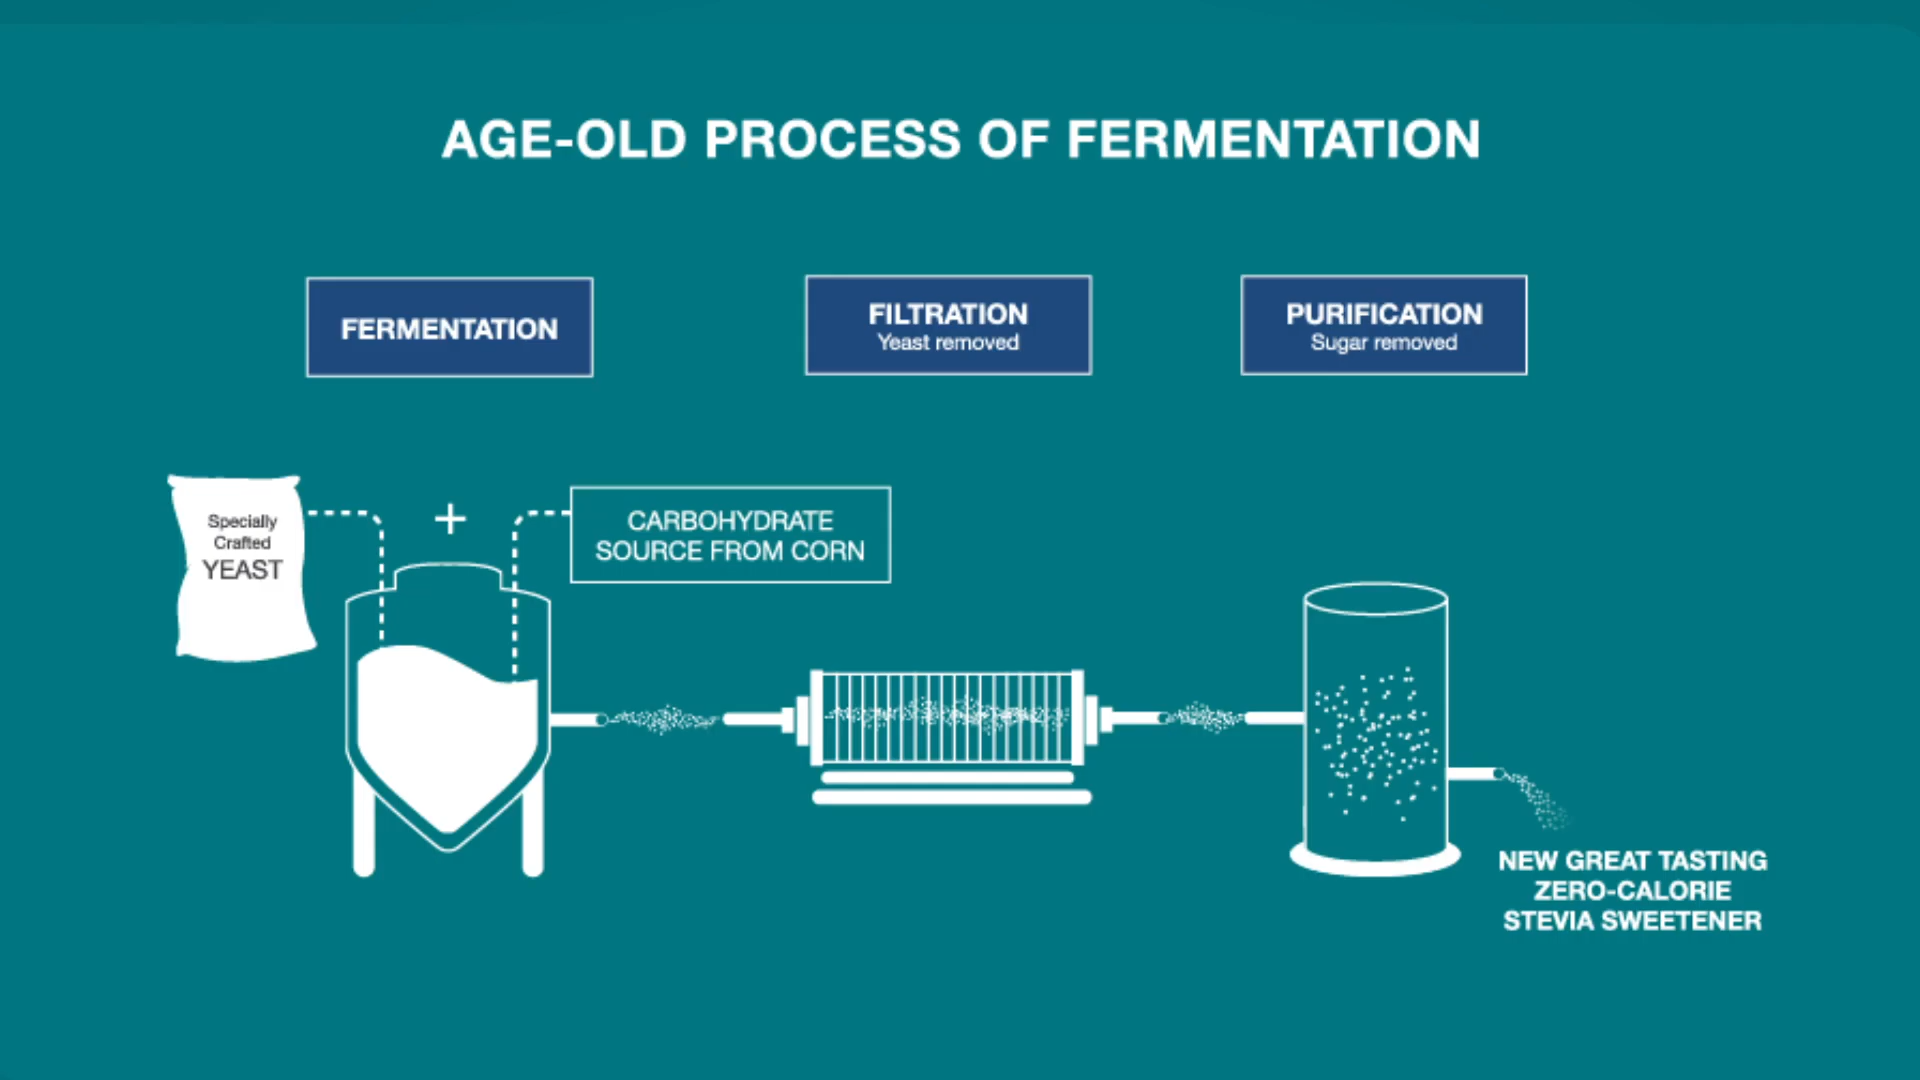 AGE-OLD PROCESS OF FERMENTATION
FERMENTATION
FILTRATION
Yeast removed
PURIFICATION
Sugar removed
Specially
Crafted
YEAST
+
CARBOHYDRATE
SOURCE FROM CORN
NEW GREAT TASTING
ZERO-CALORIE
STEVIA SWEETENER